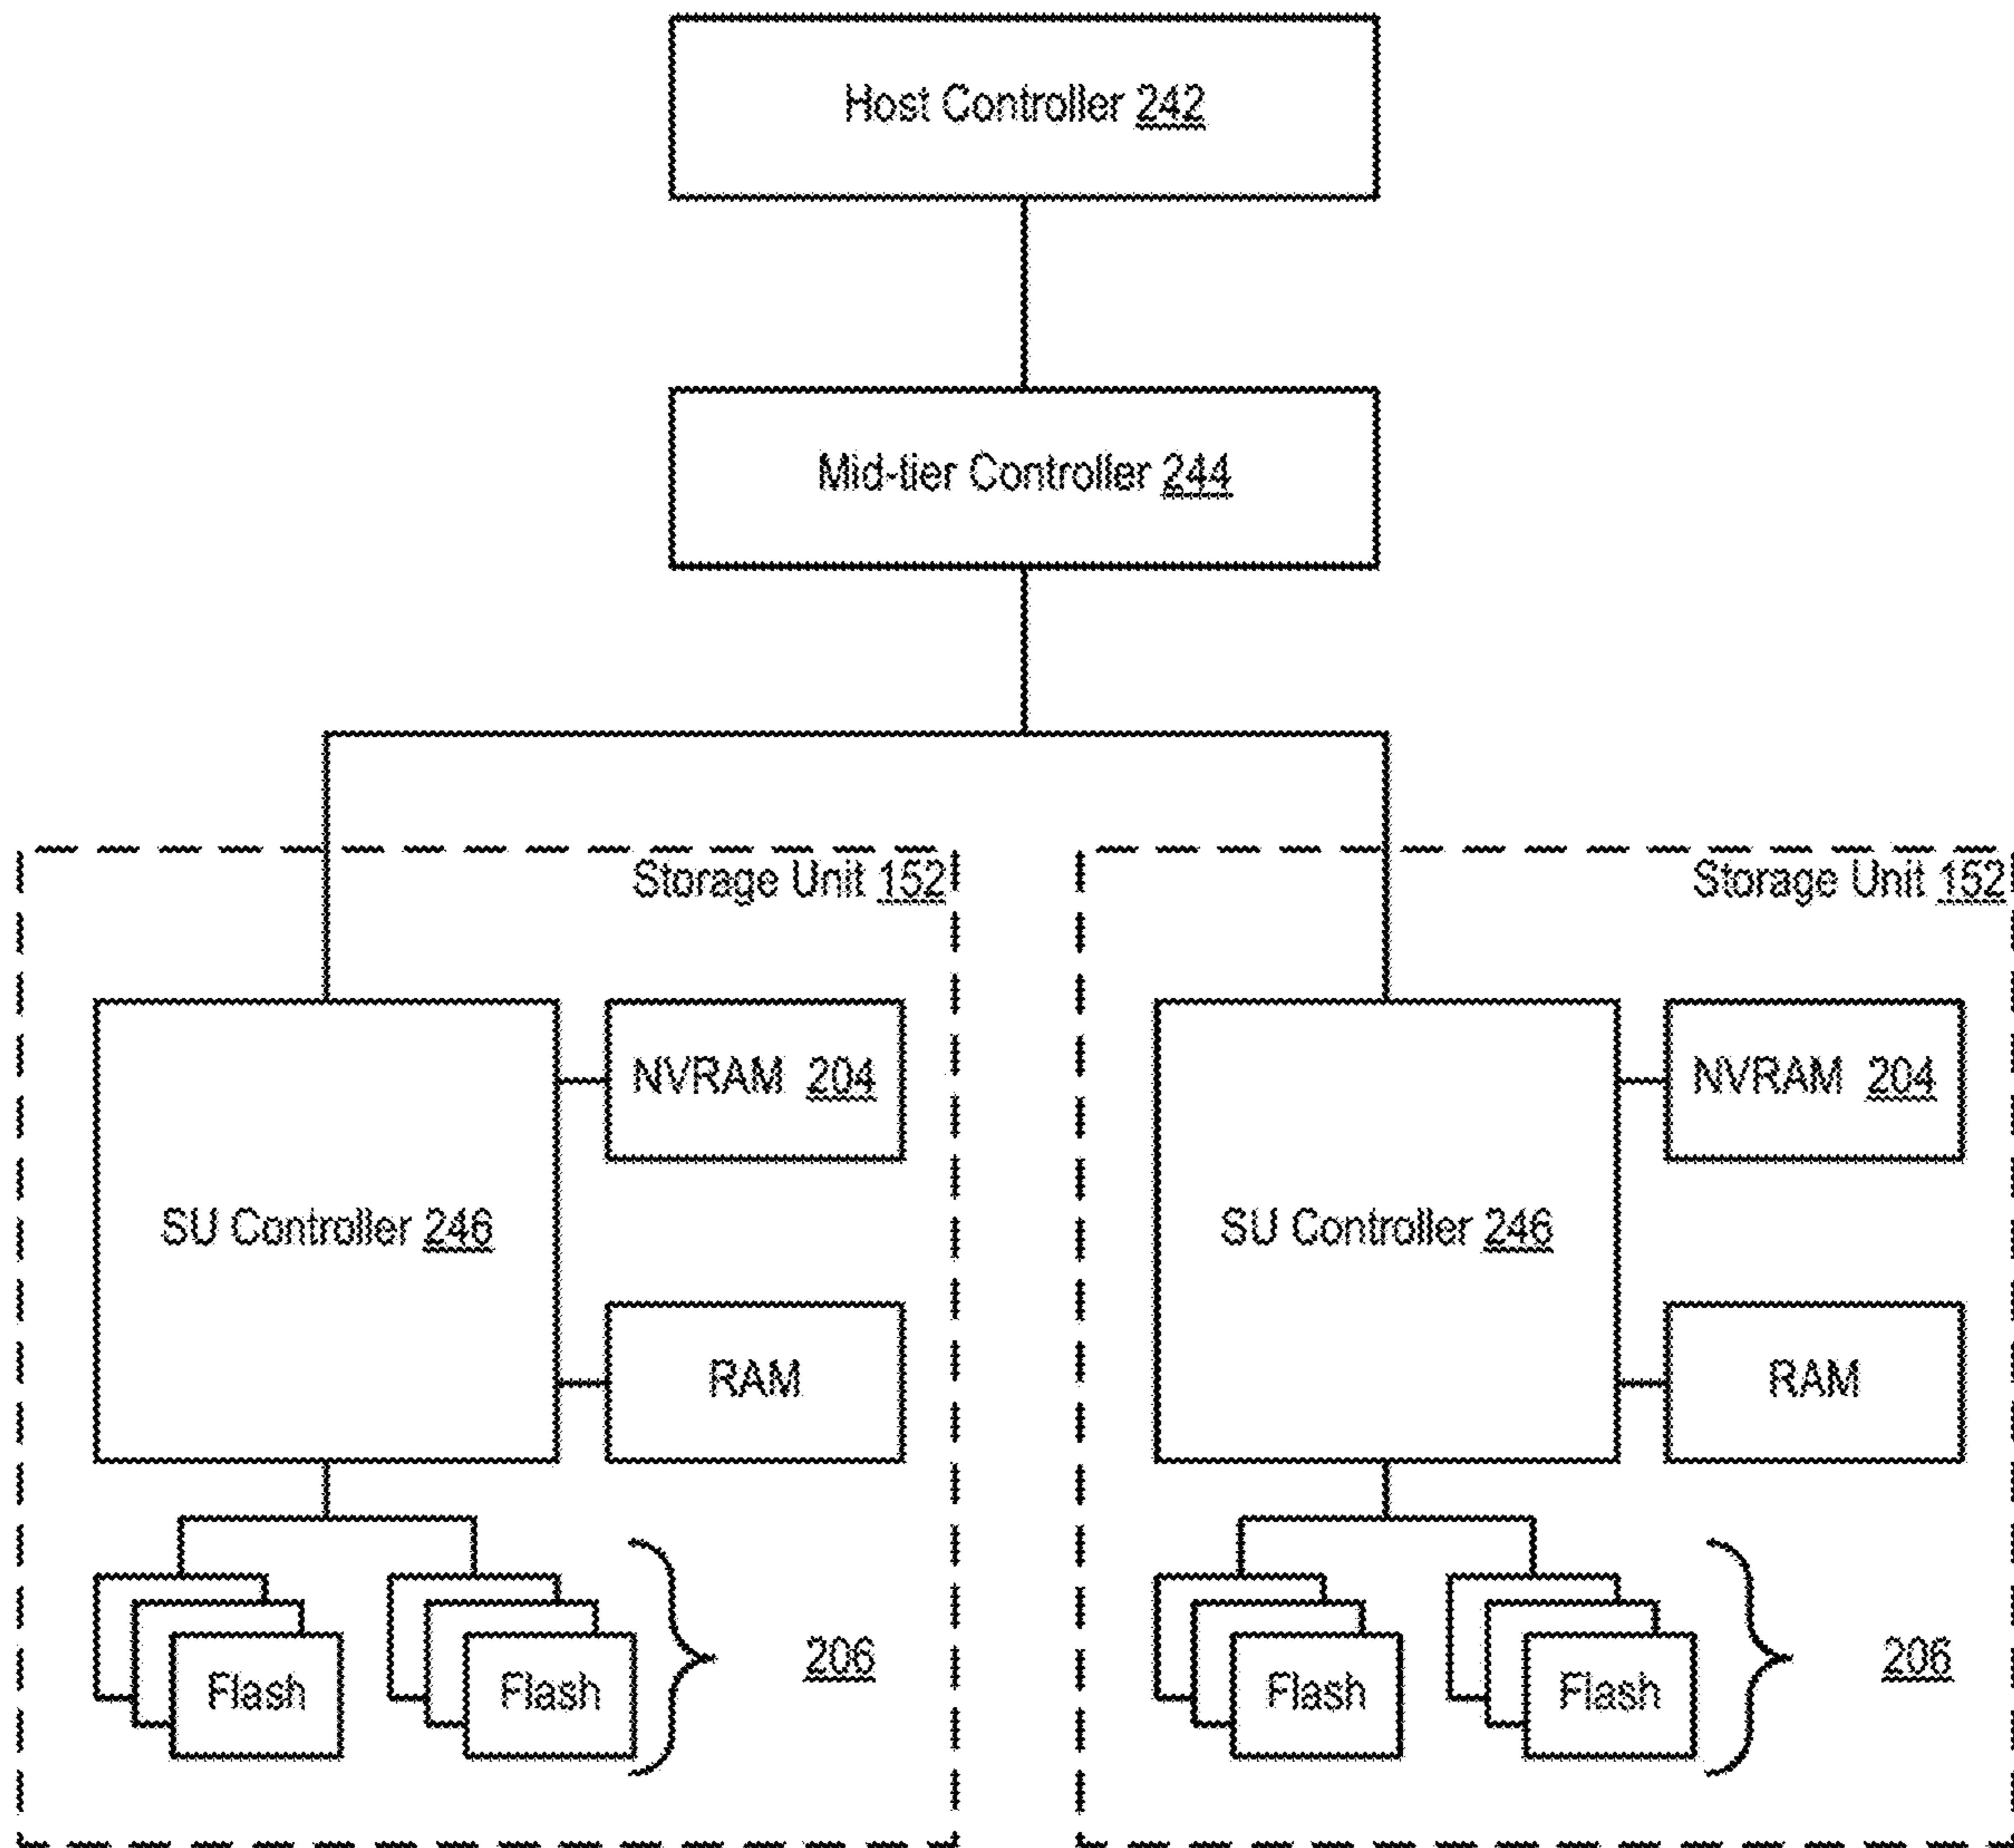 Host Controller 242
Mid-tier Controller 244
Storage Unit 152
Storage Unit 152
NVRAM 204
NVRAM 204
SU Controller 246
SU Controller 246
RAM
RAM
206
206
Flash
Flash
Flash
Flash